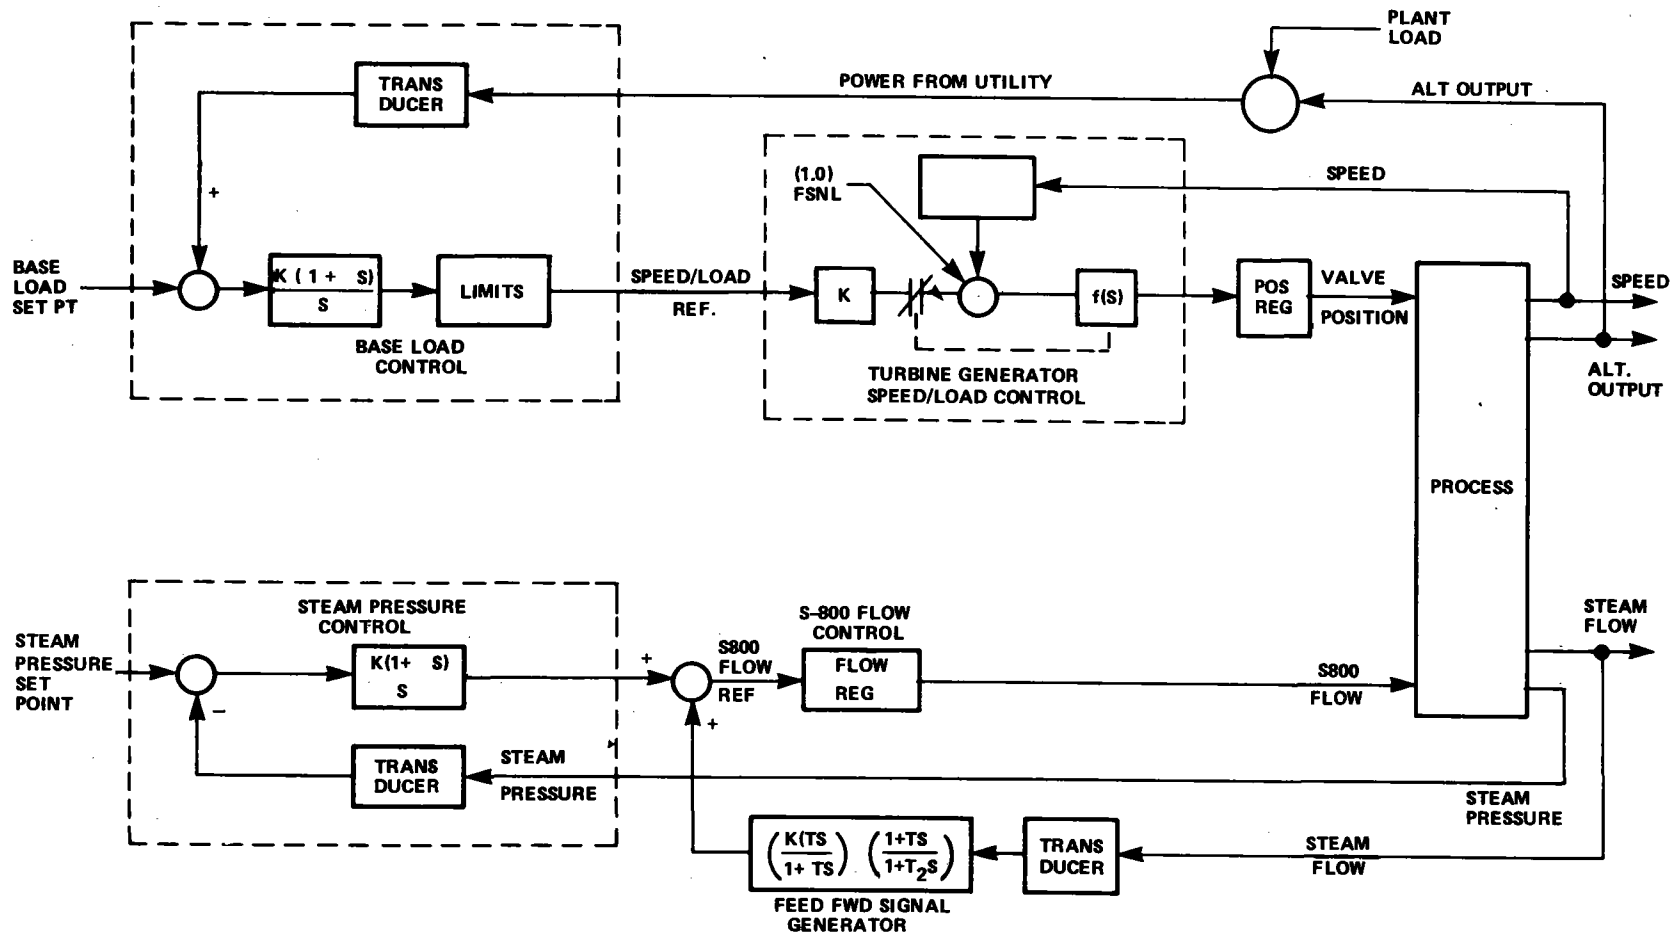 PLANT
LOAD
TRANS
DUCER
POWER FROM UTILITY
ALT OUTPUT
(1.0)
FSNL
SPEED
+
BASE
LOAD
SET PT
K ( 1 + S)
S
LIMITS
SPEED/LOAD
REF.
K
f(S)
POS
REG
VALVE
POSITION
SPEED
BASE LOAD
CONTROL
TURBINE GENERATOR
SPEED/LOAD CONTROL
ALT.
OUTPUT
PROCESS
STEAM PRESSURE
CONTROL
S-800 FLOW
CONTROL
STEAM
FLOW
STEAM
PRESSURE
SET
POINT
K(1+ S)
S
+
S800
FLOW
REF
FLOW
REG
S800
FLOW
−
+
TRANS
DUCER
STEAM
PRESSURE
STEAM
PRESSURE
K(TS
1+ TS
1+TS
1+T2S
TRANS
DUCER
STEAM
FLOW
FEED FWD SIGNAL
GENERATOR